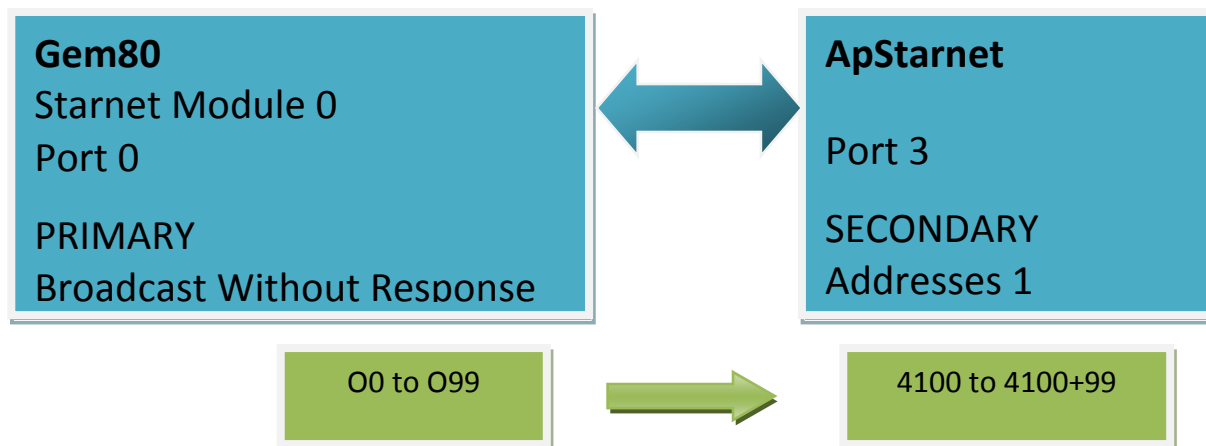 Gem80
Starnet Module 0
Port 0
PRIMARY
Broadcast Without Response
ApStarnet
Port 3
SECONDARY
Addresses 1
O0 to O99
4100 to 4100+99